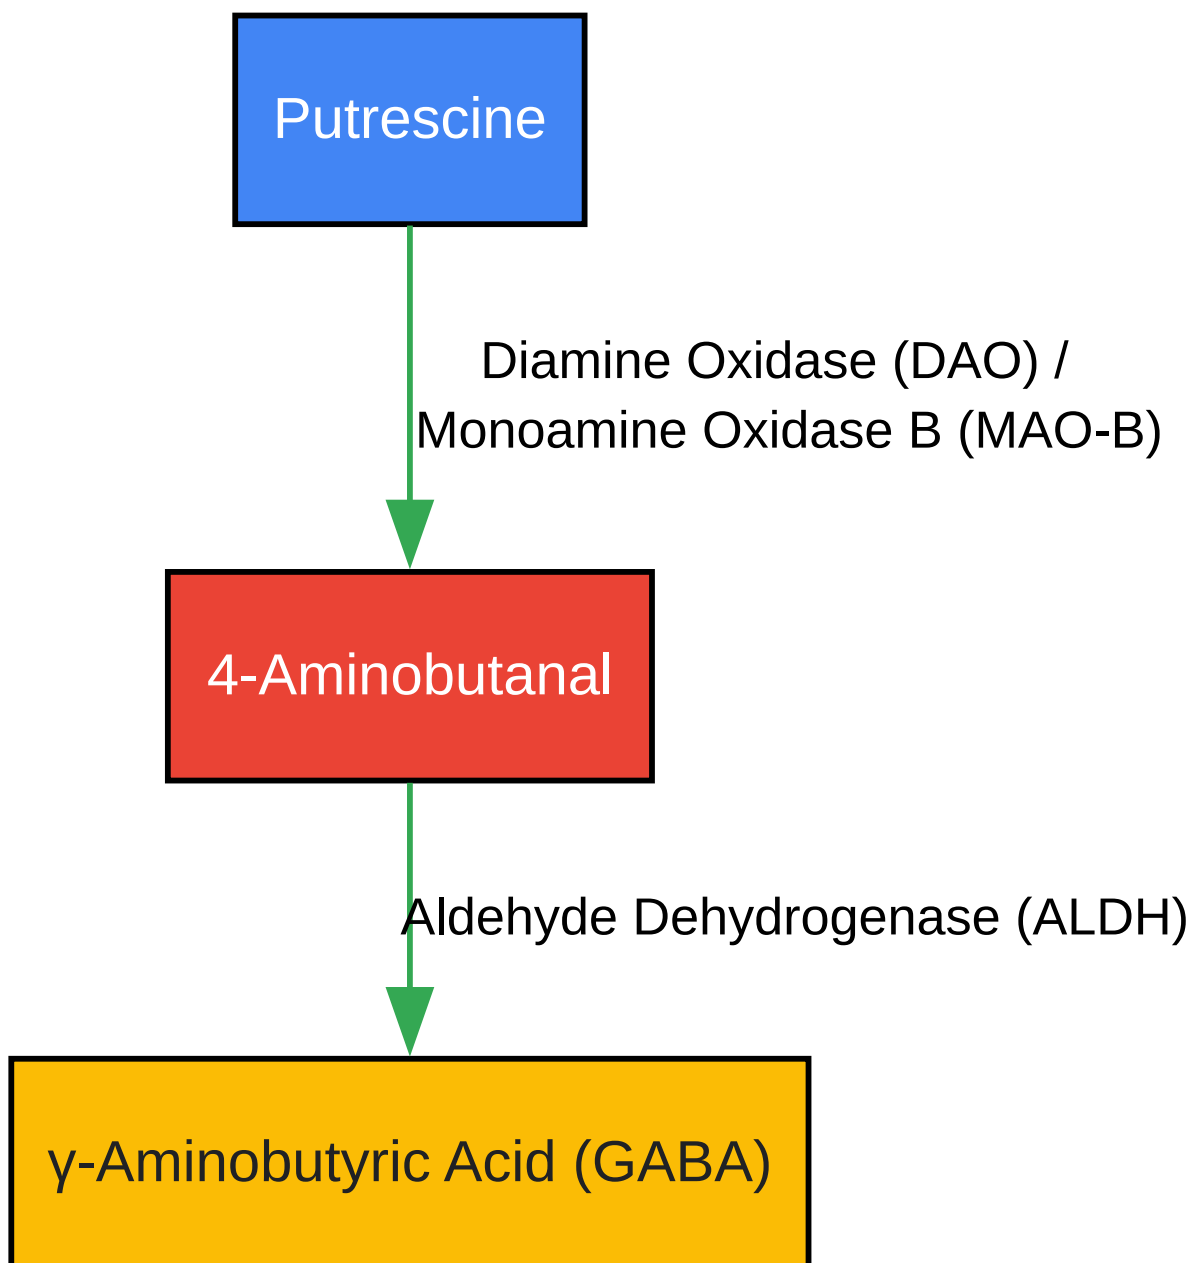 Putrescine
Diamine Oxidase (DAO) /
Monoamine Oxidase B (MAO-B)
4-Aminobutanal
Aldehyde Dehydrogenase (ALDH)
γ-Aminobutyric Acid (GABA)